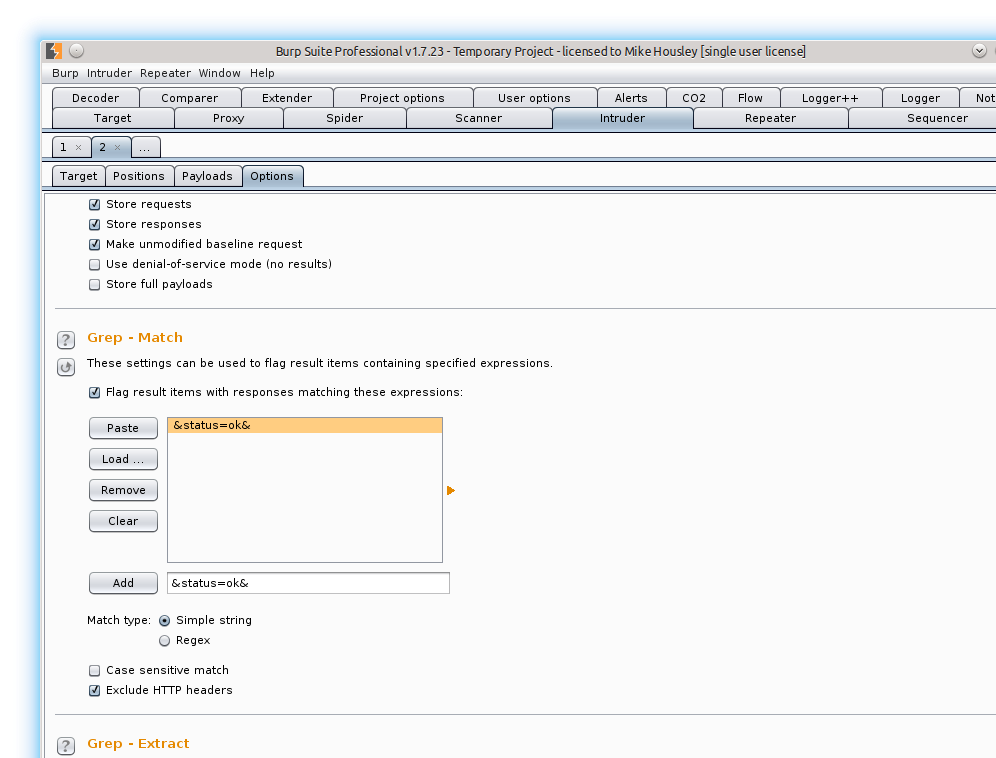 Burp Suite Professional v1.7.23 - Temporary Project - licensed to Mike Housley [single user license]
Burp Intruder Repeater Window Help
Decoder Comparer Extender Project options User options Alerts CO2 Flow Logger++ Logger Not
Target Proxy Spider Scanner Intruder Repeater Sequencer
1 × 2 × ...
Target Positions Payloads Options
Store requests
Store responses
Make unmodified baseline request
Use denial-of-service mode (no results)
Store full payloads
? Grep - Match
These settings can be used to flag result items containing specified expressions.
Flag result items with responses matching these expressions:
Paste &status=ok&
Load ...
Remove
Clear
Add &status=ok&
Match type: Simple string
Regex
Case sensitive match
Exclude HTTP headers
? Grep - Extract